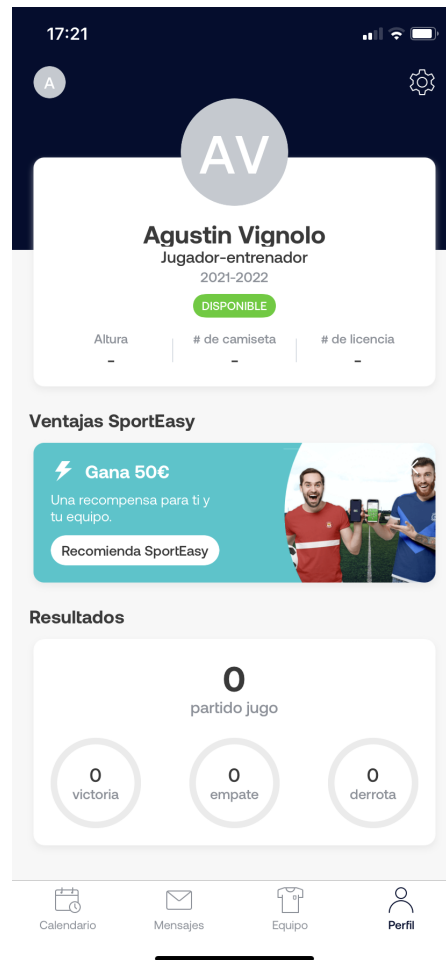 17:21
A
AV
Agustin Vignolo
Jugador-entrenador
2021-2022
DISPONIBLE
Altura
# de camiseta
# de licencia
-
-
-
Ventajas SportEasy
Gana 50€
Una recompensa para ti y
tu equipo.
Recomienda SportEasy
Resultados
0
partido jugo
0
victoria
0
empate
0
derrota
Calendario
Mensajes
Equipo
Perfil